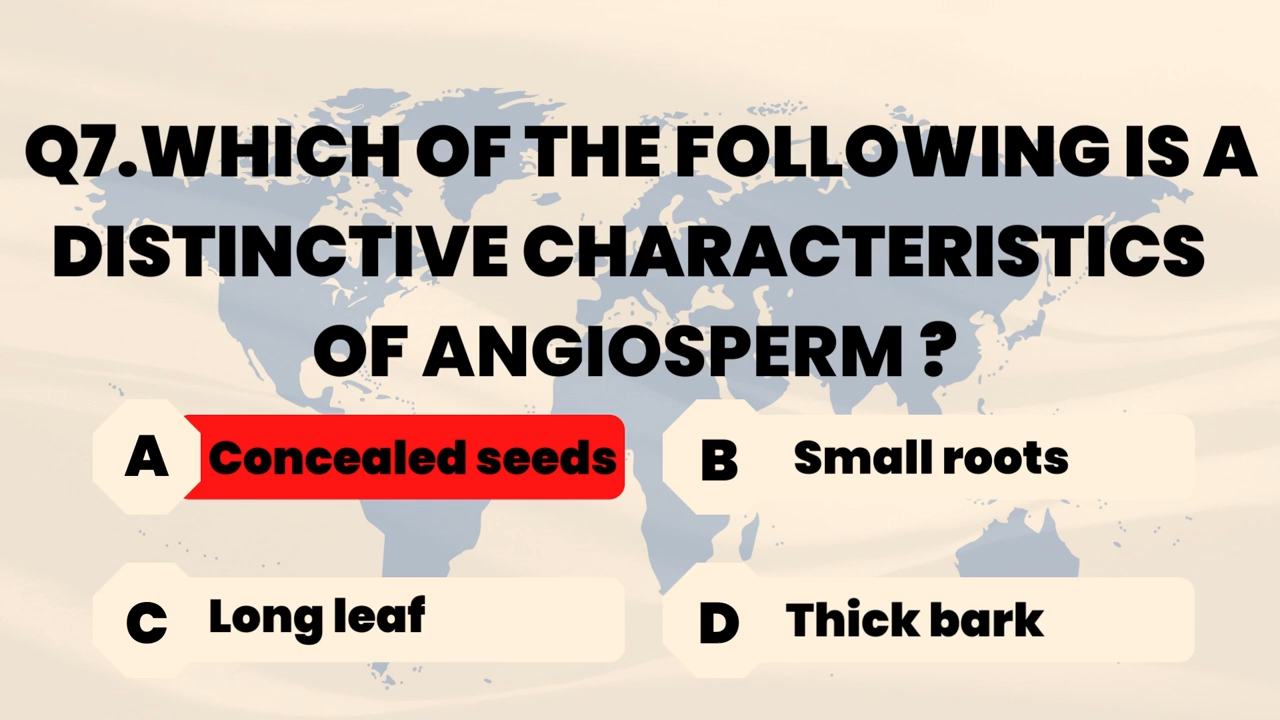 Q7.WHICH OF THE FOLLOWING IS A
DISTINCTIVE CHARACTERISTICS
OF ANGIOSPERM ?
A Concealed seeds
B Small roots
C Long leaf
D Thick bark